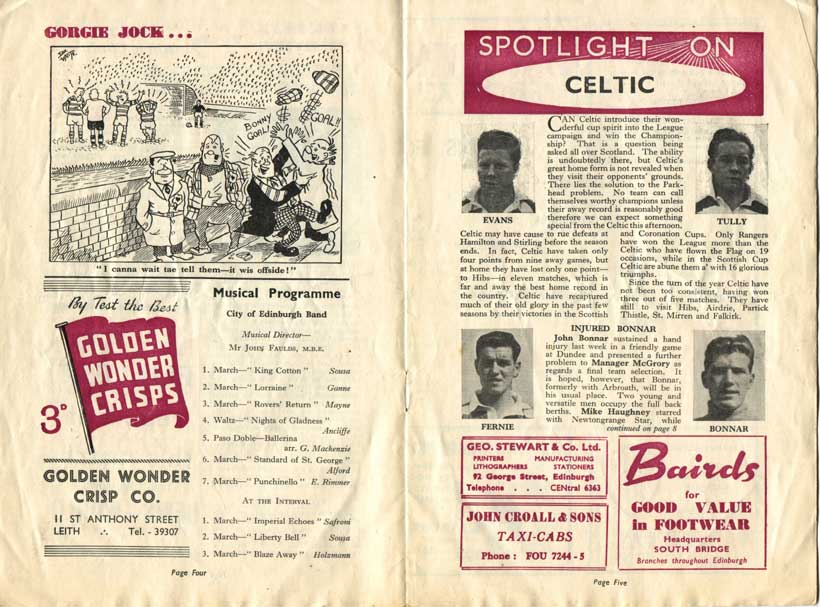 GORGIE JOCK...
BONNY
GOAL!
GOAL!!
"I canna wait tae tell them—it wis offside!"
By Test the Best
GOLDEN
WONDER
CRISPS
3D
GOLDEN WONDER
CRISP CO.
11 ST ANTHONY STREET
LEITH ∴ Tel. - 39307
Musical Programme
City of Edinburgh Band
Musical Director—
MR JOHN FAULDS, M.B.E.
1. March—"King Cotton" Sousa
2. March—"Lorraine" Ganne
3. March—"Rovers' Return" Mayne
4. Waltz—"Nights of Gladness"
Ancliffe
5. Paso Doble—Ballerina
arr. G. Mackenzie
6. March—"Standard of St. George"
Alford
7. March—"Punchinello" E. Rimmer
AT THE INTERVAL
1. March—"Imperial Echoes" Safroni
2. March—"Liberty Bell" Sousa
3. March—"Blaze Away" Holzmann
Page Four
SPOTLIGHT ON
CELTIC
EVANS
CAN Celtic introduce their won-
derful cup spirit into the League
campaign and win the Champion-
ship? That is a question being
asked all over Scotland. The ability
is undoubtedly there, but Celtic's
great home form is not revealed when
they visit their opponents' grounds.
There lies the solution to the Park-
head problem. No team can call
themselves worthy champions unless
their away record is reasonably good
therefore we can expect something
special from the Celtic this afternoon.
TULLY
Celtic may have cause to rue defeats at
Hamilton and Stirling before the season
ends. In fact, Celtic have taken only
four points from nine away games, but
at home they have lost only one point—
to Hibs—in eleven matches, which is
far and away the best home record in
the country. Celtic have recaptured
much of their old glory in the past few
seasons by their victories in the Scottish
and Coronation Cups. Only Rangers
have won the League more than the
Celtic who have flown the Flag on 19
occasions, while in the Scottish Cup
Celtic are abune them a' with 16 glorious
triumphs.
Since the turn of the year Celtic have
not been too consistent, having won
three out of five matches. They have
still to visit Hibs, Airdrie, Partick
Thistle, St. Mirren and Falkirk.
FERNIE
INJURED BONNAR
John Bonnar sustained a hand
injury last week in a friendly game
at Dundee and presented a further
problem to Manager McGrory as
regards a final team selection. It
is hoped, however, that Bonnar,
formerly with Arbroath, will be in
his usual place. Two young and
versatile men occupy the full back
berths. Mike Haughney starred
with Newtongrange Star, while
continued on page 8
BONNAR
GEO. STEWART & Co. Ltd.
PRINTERS MANUFACTURING
LITHOGRAPHERS STATIONERS
92 George Street, Edinburgh
Telephone . . . CENtral 6363
JOHN CROALL & SONS
TAXI-CABS
Phone: FOU 7244-5
Bairds
for
GOOD VALUE
in FOOTWEAR
Headquarters
SOUTH BRIDGE
Branches throughout Edinburgh
Page Five